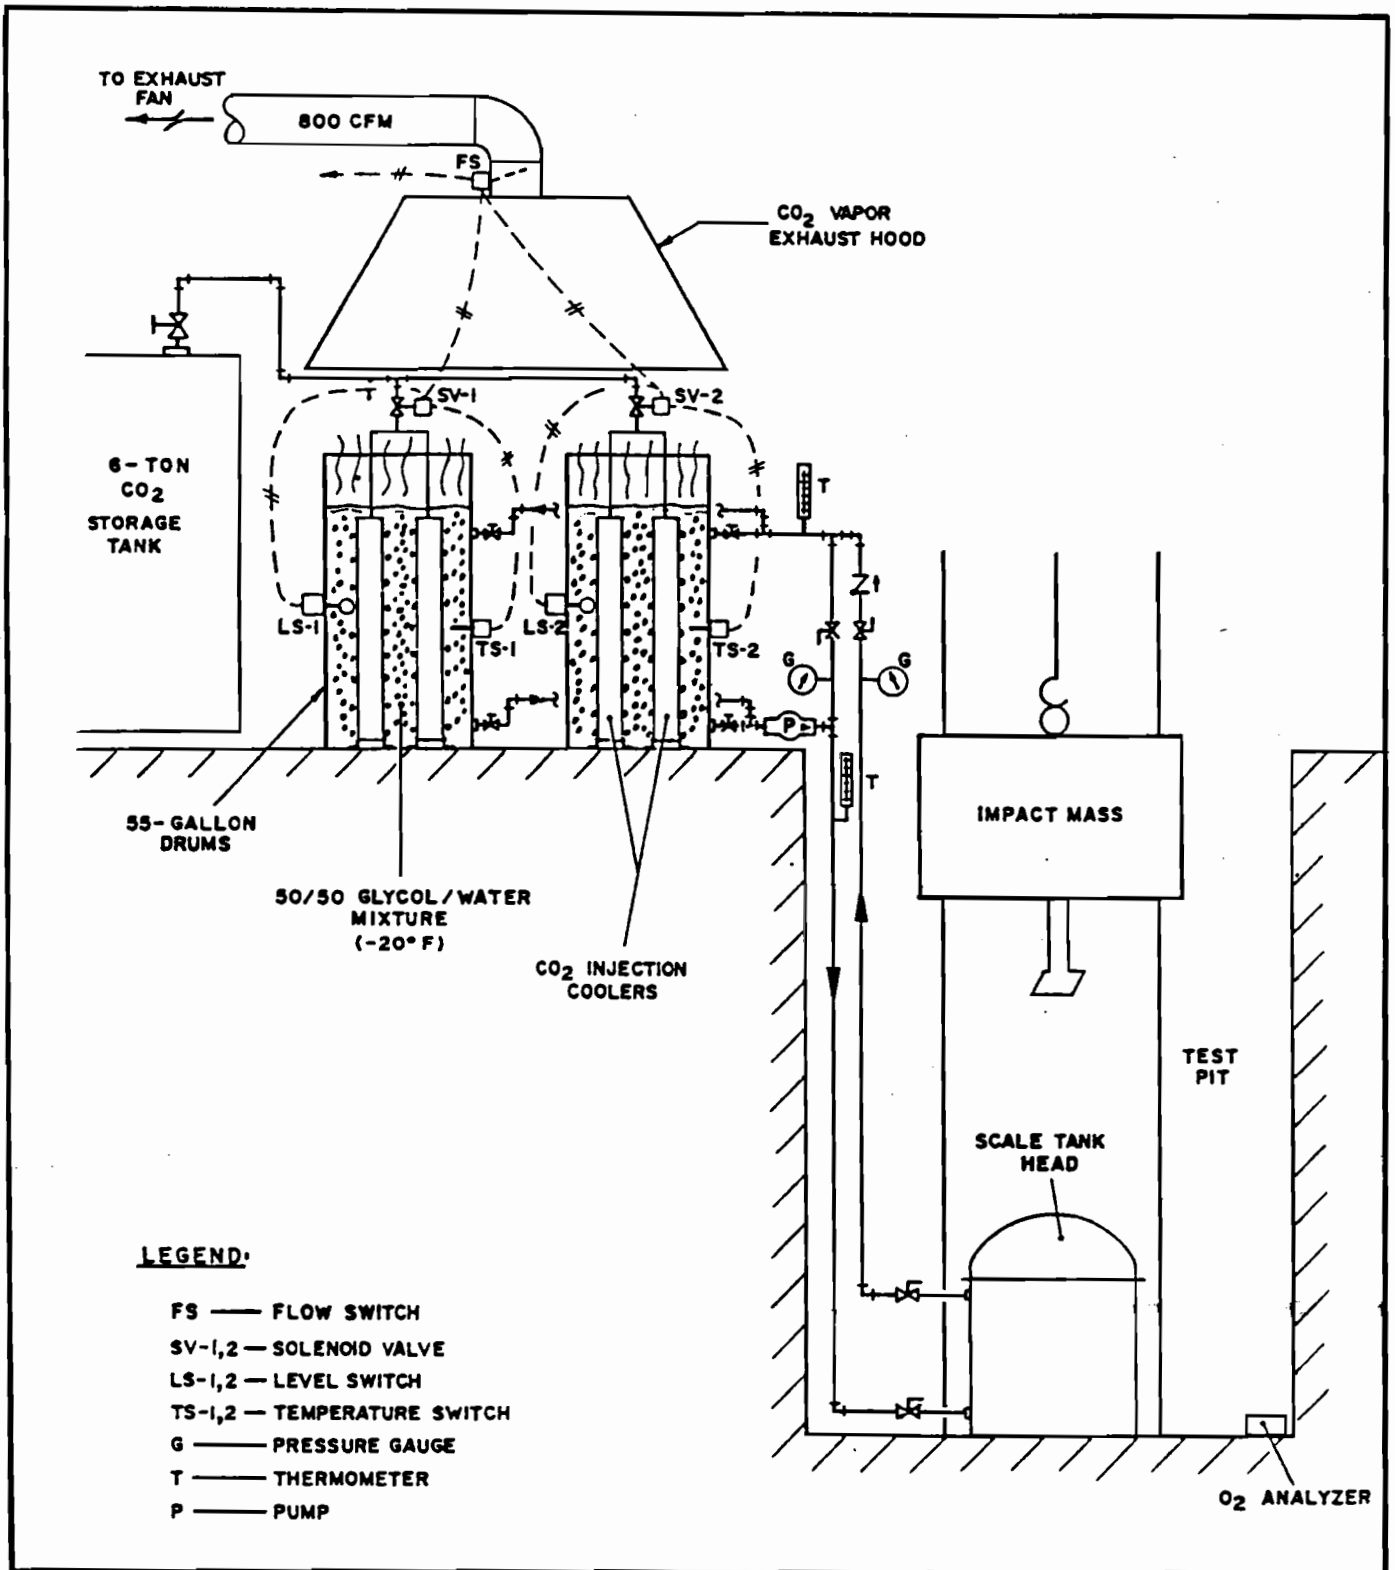 TO EXHAUST
FAN
800 CFM
FS
CO2 VAPOR
EXHAUST HOOD
T
SV-1
SV-2
6-TON
CO2
STORAGE
TANK
T
LS-1
TS-1
LS-2
TS-2
G
G
P
T
55-GALLON
DRUMS
50/50 GLYCOL/WATER
MIXTURE
(-20° F)
CO2 INJECTION
COOLERS
IMPACT MASS
TEST
PIT
SCALE TANK
HEAD
LEGEND:
FS — FLOW SWITCH
SV-1,2 — SOLENOID VALVE
LS-1,2 — LEVEL SWITCH
TS-1,2 — TEMPERATURE SWITCH
G — PRESSURE GAUGE
T — THERMOMETER
P — PUMP
O2 ANALYZER